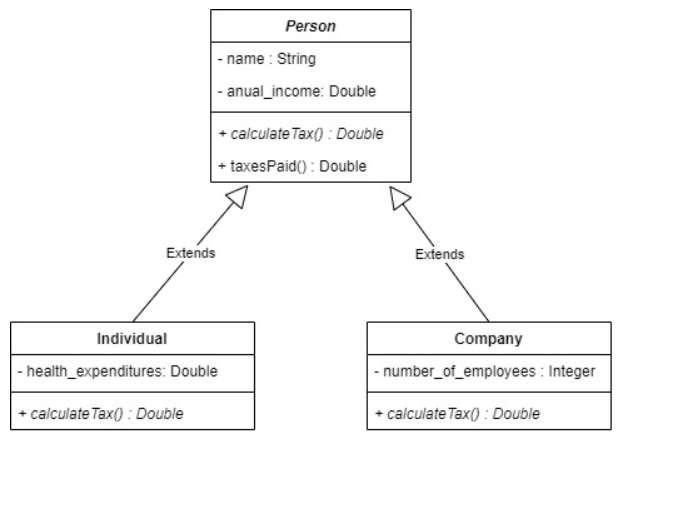 Person
- name : String
- anual_income: Double
+ calculateTax() : Double
+ taxesPaid() : Double
Extends
Extends
Individual
- health_expenditures: Double
+ calculateTax() : Double
Company
- number_of_employees : Integer
+ calculateTax() : Double